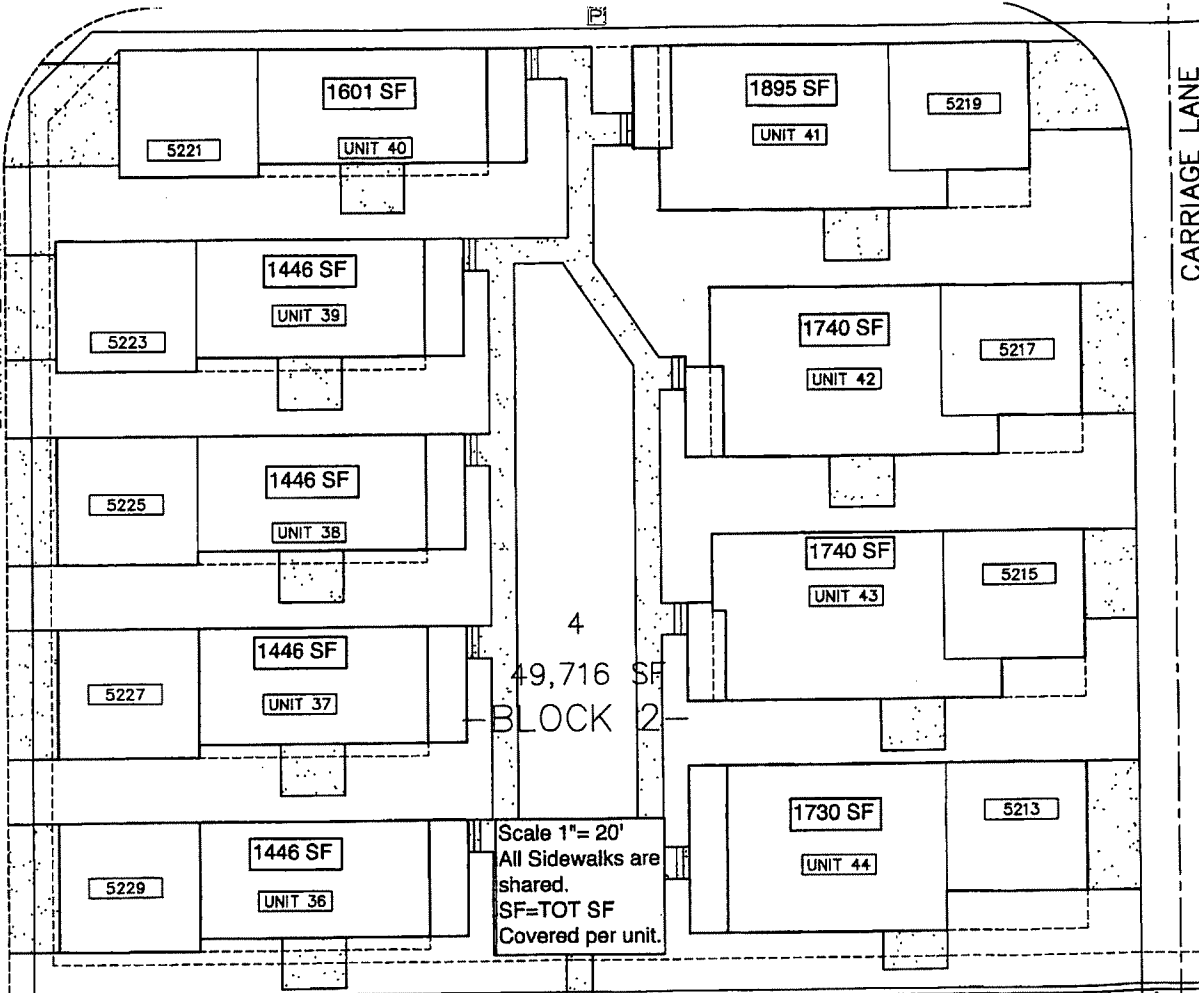 P
CARRIAGE LANE
1601 SF
UNIT 40
5221
1895 SF
UNIT 41
5219
1446 SF
UNIT 39
5223
1740 SF
UNIT 42
5217
1446 SF
UNIT 38
5225
1740 SF
UNIT 43
5215
1446 SF
UNIT 37
5227
4
49,716 SF
BLOCK 2
1446 SF
UNIT 36
5229
1730 SF
UNIT 44
5213
Scale 1"= 20'
All Sidewalks are
shared.
SF=TOT SF
Covered per unit.